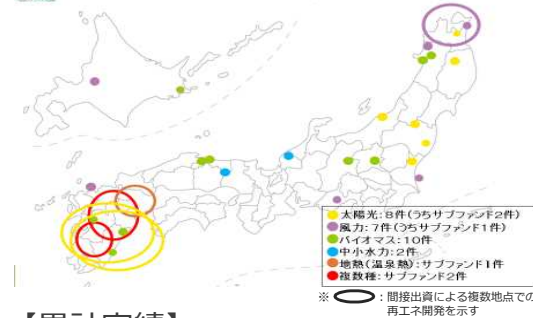 太陽光:8件(うちサブファンド2件)
風力:7件(うちサブファンド1件)
バイオマス:10件
中小水力:2件
地熱(温泉熱):サブファンド1件
複数種:サブファンド2件
※ :間接出資による複数地点での
再エネ開発を示す
【累計実績】